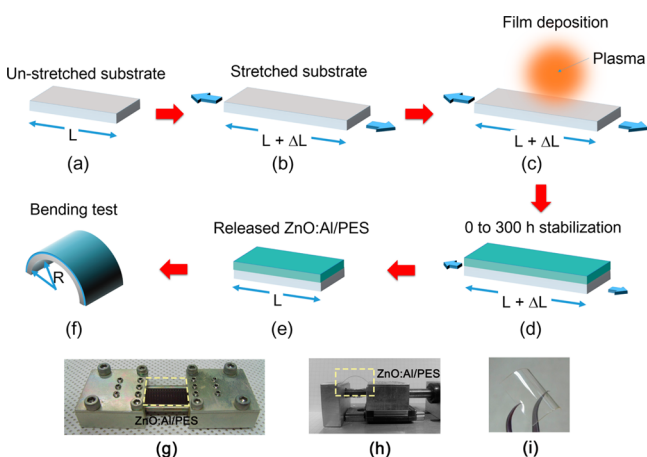 Film deposition
Plasma
Un-stretched substrate
Stretched substrate
L
L + ΔL
L + ΔL
(a)
(b)
(c)
Bending test
Released ZnO:Al/PES
0 to 300 h stabilization
R
L
L + ΔL
(f)
(e)
(d)
ZnO:Al/PES
ZnO:Al/PES
(g)
(h)
(i)